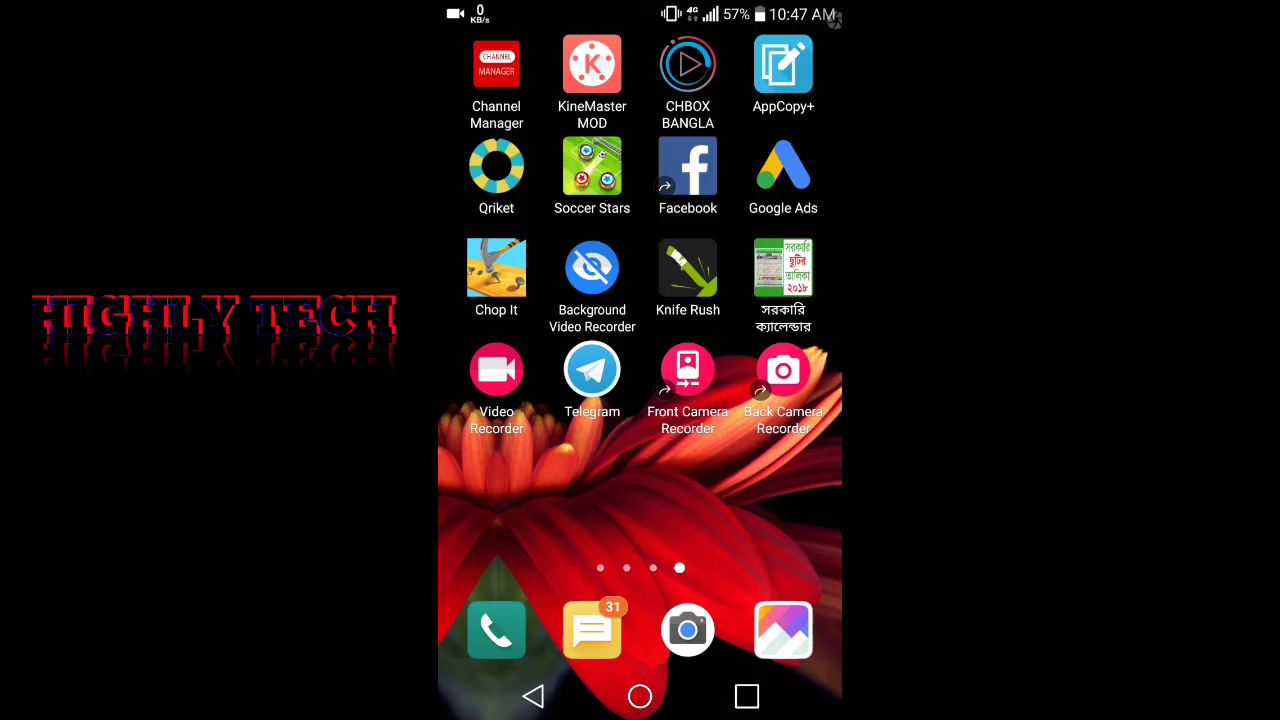 0
KB/s
4G
57%
10:47 AM
CHANNEL
MANAGER
K
Channel
Manager
KineMaster
MOD
CHBOX
BANGLA
AppCopy+
f
Qriket
Soccer Stars
Facebook
Google Ads
সরকারি
ছুটির
তালিকা
২০১৮
Chop It
Background
Video Recorder
Knife Rush
সরকারি
ক্যালেন্ডার
HIGHLY TECH
Video
Recorder
Telegram
Front Camera
Recorder
Back Camera
Recorder
31